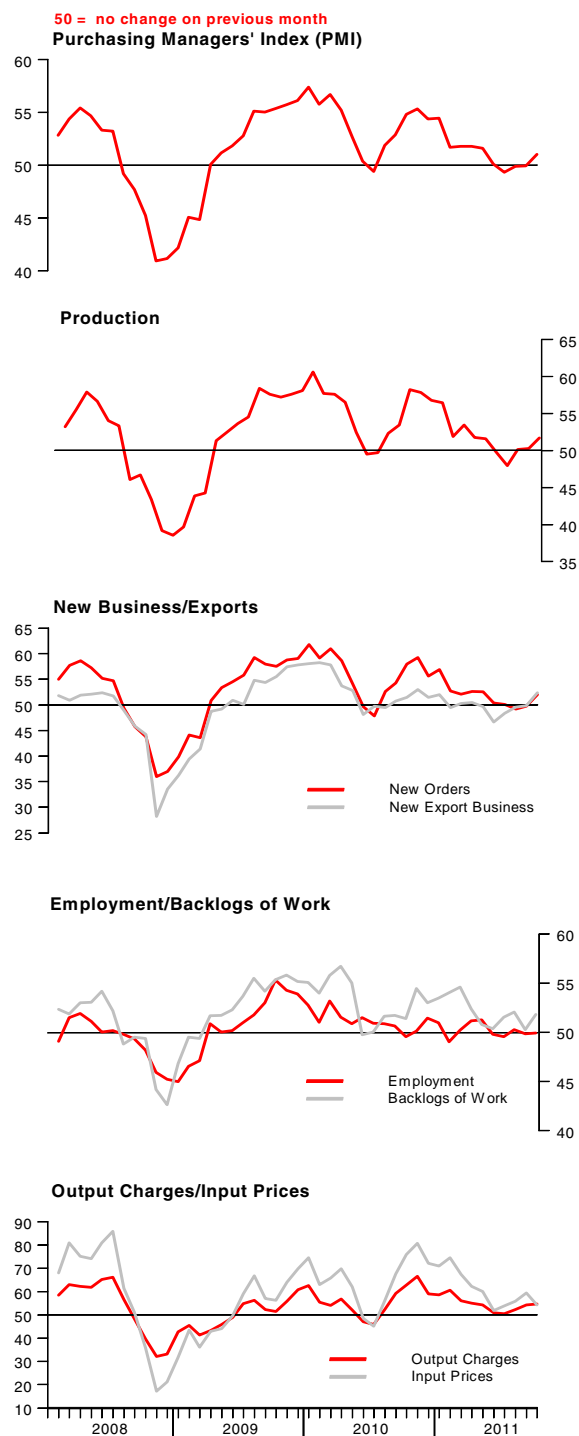 50 = no change on previous month
Purchasing Managers' Index (PMI)
60
55
50
45
40
Production
65
60
55
50
45
40
35
New Business/Exports
65
60
55
50
45
40
35
30
25
New Orders
New Export Business
Employment/Backlogs of Work
60
55
50
45
40
Employment
Backlogs of Work
Output Charges/Input Prices
90
80
70
60
50
40
30
20
10
Output Charges
Input Prices
2008 2009 2010 2011